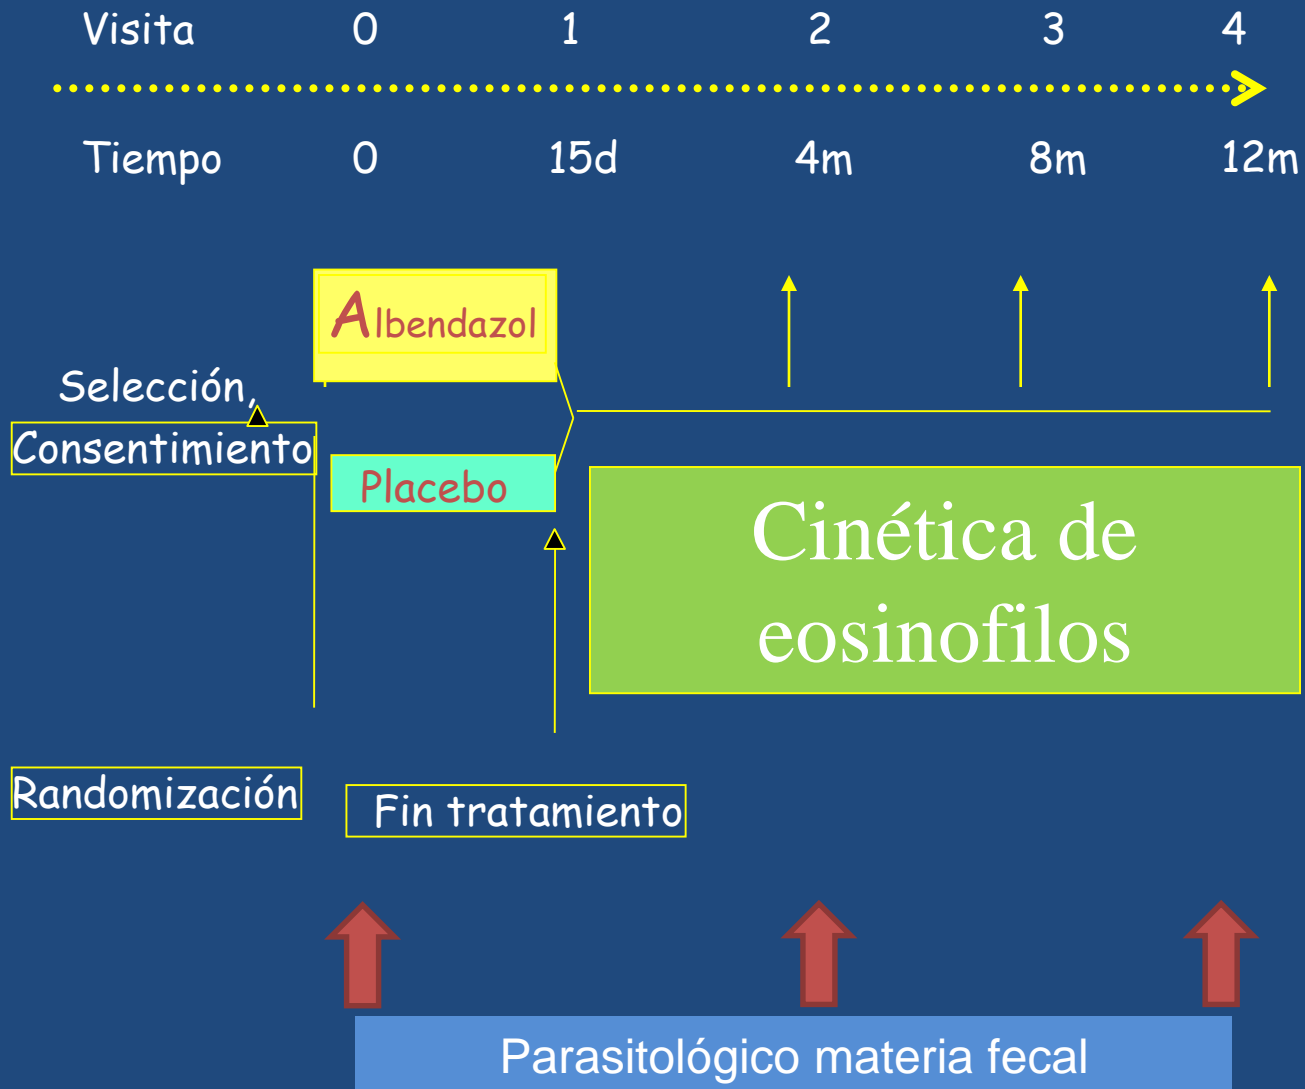 Visita 0 1 2 3 4
Tiempo 0 15d 4m 8m 12m
Albendazol
Selección,
Consentimiento
Placebo
Cinética de
eosinofilos
Randomización
Fin tratamiento
Parasitológico materia fecal